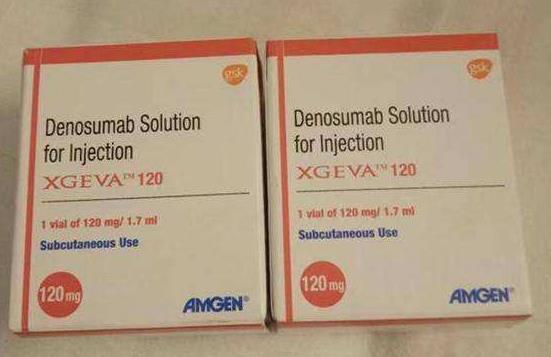 gsk
Denosumab Solution
for Injection
XGEVA™ 120
1 vial of 120 mg/ 1.7 ml
Subcutaneous Use
120 mg
AMGEN®
gsk
Denosumab Solution
for Injection
XGEVA™ 120
1 vial of 120 mg/ 1.7 ml
Subcutaneous Use
120 mg
AMGEN®